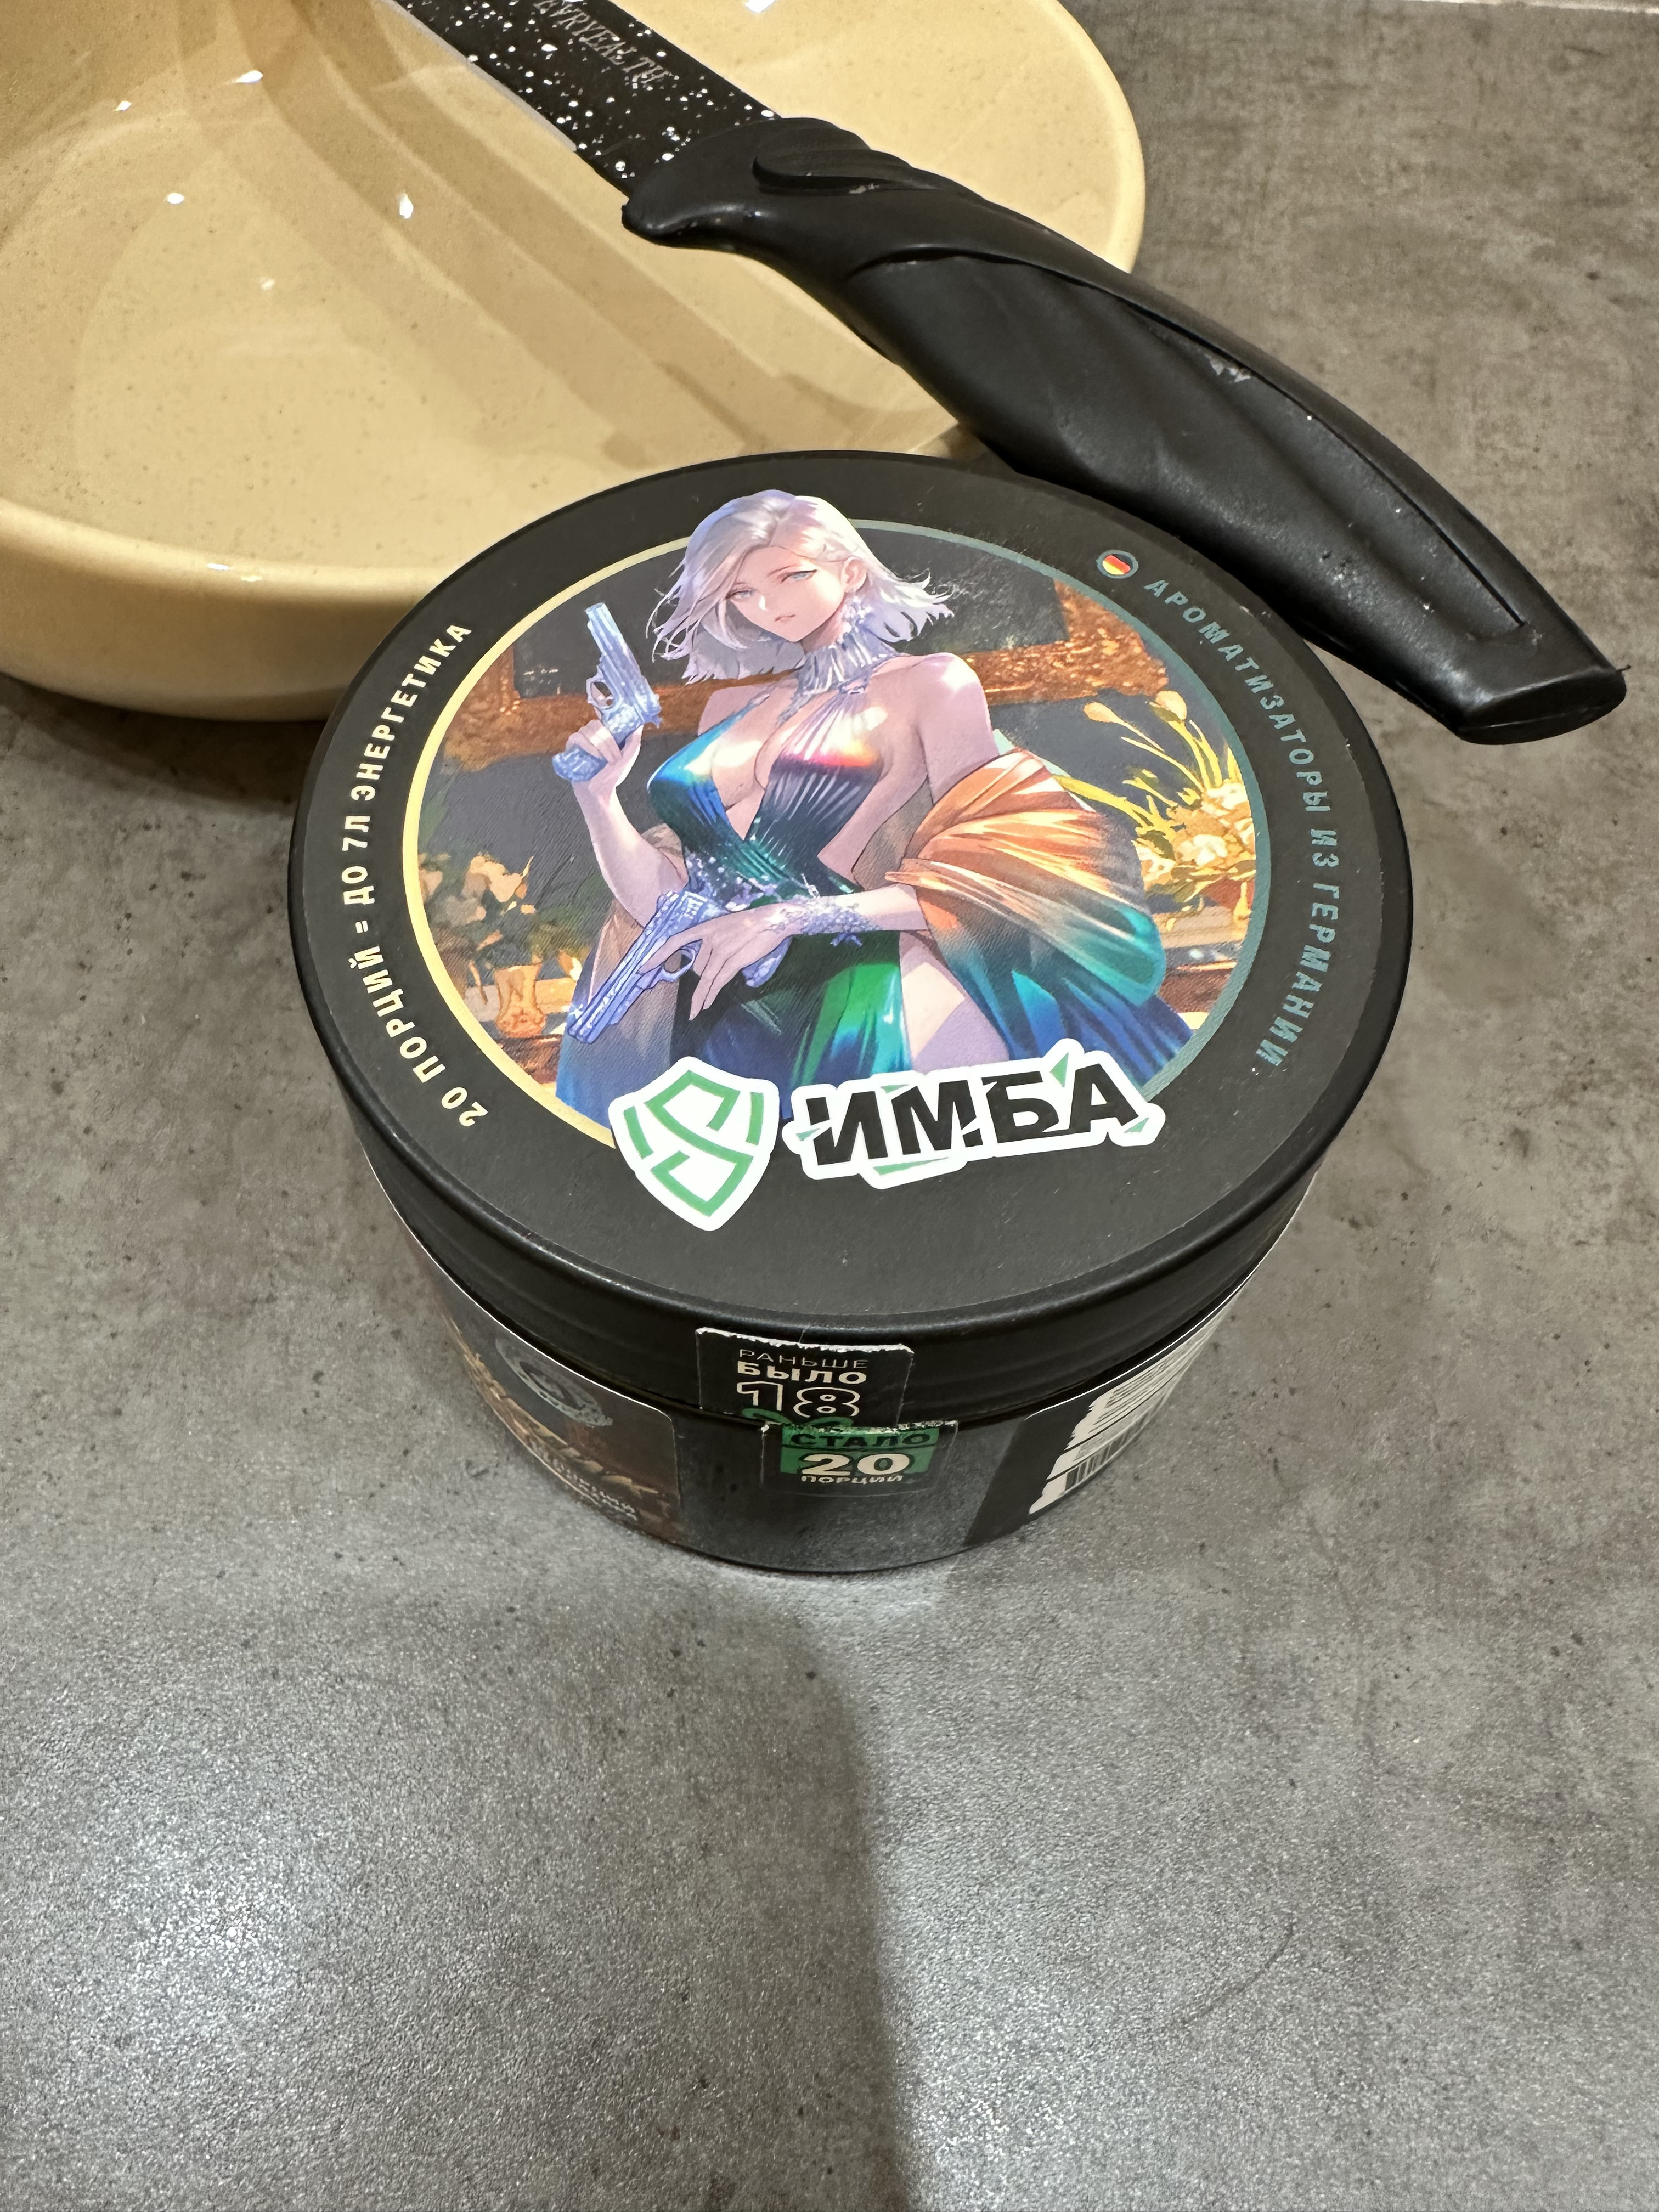 20 ПОРЦИЙ = ДО 7Л ЭНЕРГЕТИКА
АРОМАТИЗАТОРЫ ИЗ ГЕРМАНИИ
ИМБА
РАНЬШЕ
БЫЛО
18
СТАЛО
20
ПОРЦИЙ